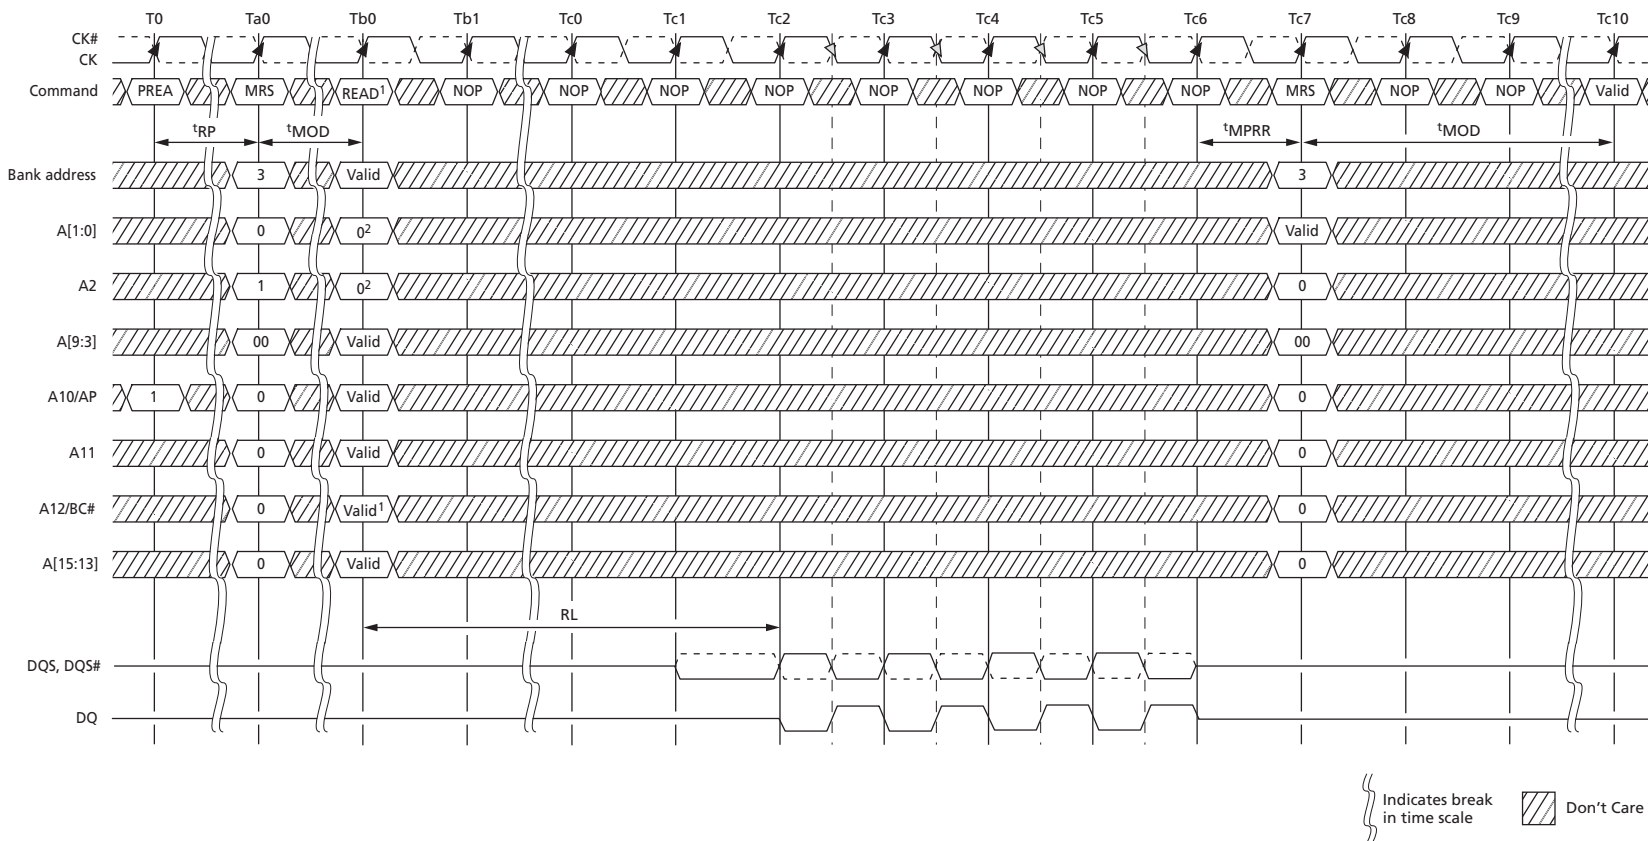 T0 Ta0 Tb0 Tb1 Tc0 Tc1 Tc2 Tc3 Tc4 Tc5 Tc6 Tc7 Tc8 Tc9 Tc10
CK#
CK
Command PREA MRS READ1 NOP NOP NOP NOP NOP NOP NOP NOP MRS NOP NOP Valid
tRP tMOD tMPRR tMOD
Bank address 3 Valid 3
A[1:0] 0 02 Valid
A2 1 02 0
A[9:3] 00 Valid 00
A10/AP 1 0 Valid 0
A11 0 Valid 0
A12/BC# 0 Valid1 0
A[15:13] 0 Valid 0
RL
DQS, DQS#
DQ
Indicates break
in time scale
Don't Care